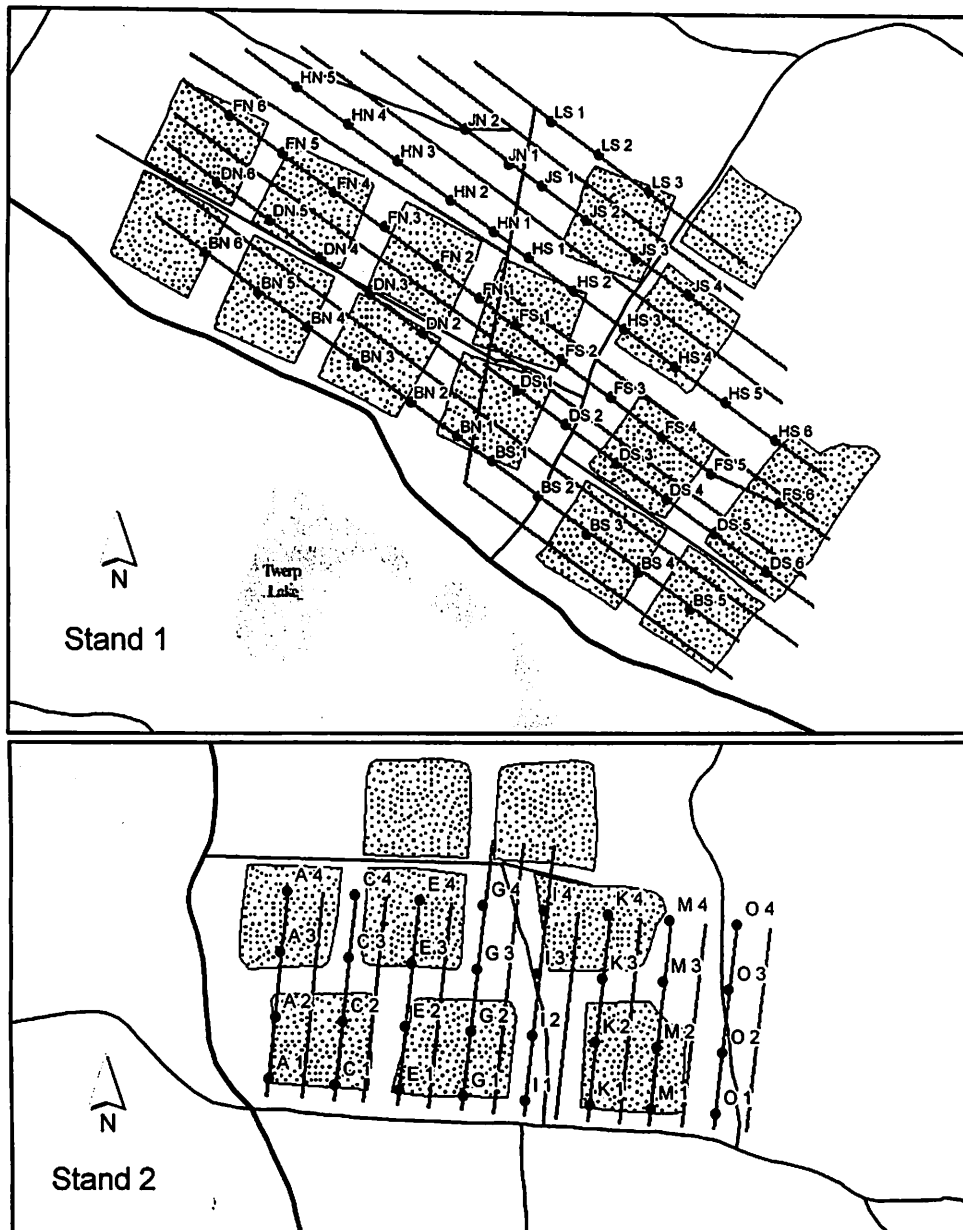 HN 5
FN 6
HN 4
JN 2
LS 1
FN 5
HN 3
JN 1
LS 2
DN 6
FN 4
HN 2
JS 1
LS 3
DN 5
FN 3
HN 1
JS 2
BN 6
DN 4
FN 2
HS 1
JS 3
BN 5
DN 3
FN 1
HS 2
JS 4
BN 4
DN 2
FS 1
HS 3
BN 3
DS 1
FS 2
HS 4
BN 2
DS 2
FS 3
HS 5
BN 1
DS 3
FS 4
HS 6
BS 1
DS 4
FS 5
BS 2
DS 5
FS 6
BS 3
DS 6
BS 4
BS 5
Twerp
Lake
N
Stand 1
A 4
C 4
E 4
G 4
I 4
K 4
M 4
O 4
A 3
C 3
E 3
G 3
I 3
K 3
M 3
O 3
A 2
C 2
E 2
G 2
I 2
K 2
M 2
O 2
A 1
C 1
E 1
G 1
I 1
K 1
M 1
O 1
N
Stand 2